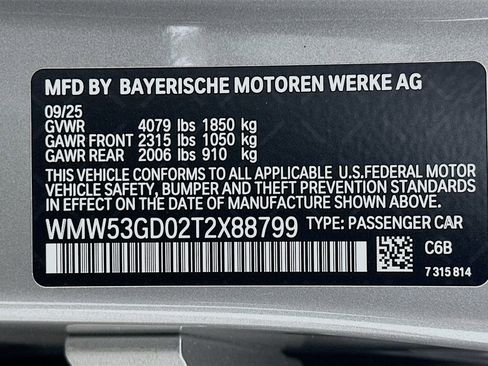 MFD BY BAYERISCHE MOTOREN WERKE AG
09/25
GVWR 4079 lbs 1850 kg
GAWR FRONT 2315 lbs 1050 kg
GAWR REAR 2006 lbs 910 kg
THIS VEHICLE CONFORMS TO ALL APPLICABLE U.S.FEDERAL MOTOR
VEHICLE SAFETY, BUMPER AND THEFT PREVENTION STANDARDS
IN EFFECT ON THE DATE OF MANUFACTURE SHOWN ABOVE.
WMW53GD02T2X88799 TYPE: PASSENGER CAR
C6B
7 315 814